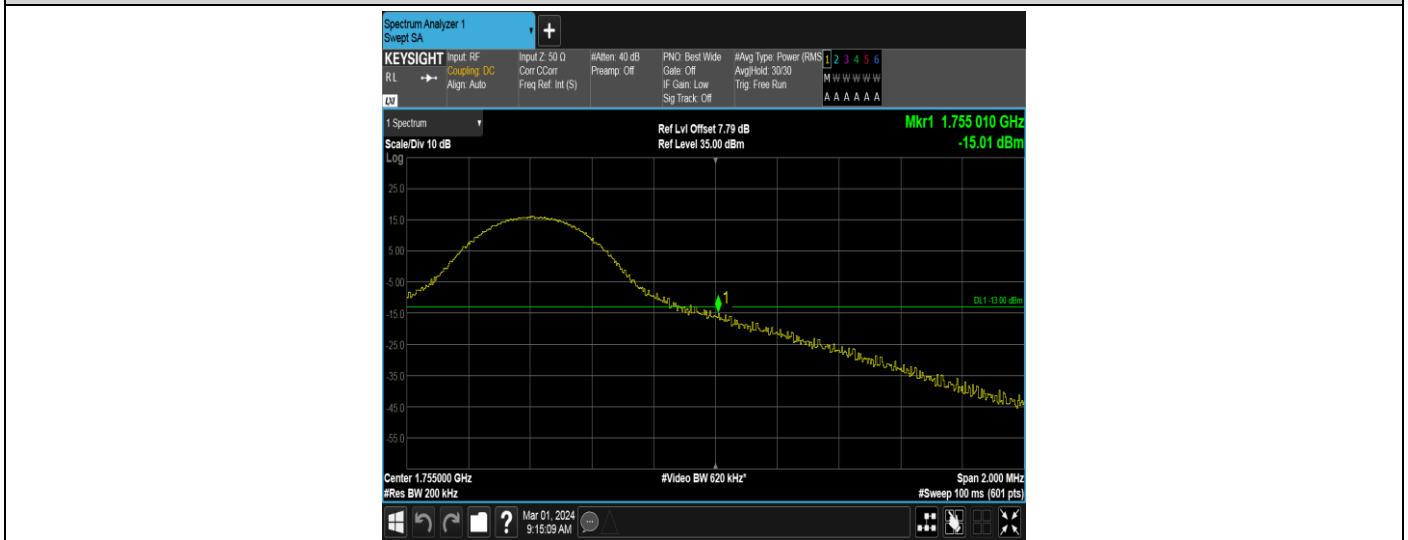 Spectrum Analyzer 1
Swept SA
+
KEYSIGHT Input: RF Input Z: 50 Ω #Atten: 40 dB PNO: Best Wide #Avg Type: Power (RMS 1 2 3 4 5 6
RL Coupling: DC Corr CCorr Preamp: Off Gate: Off Avg|Hold: 30/30 M W W W W W
Align: Auto Freq Ref: Int (S) IF Gain: Low Trig: Free Run
LXI Sig Track: Off A A A A A A
1 Spectrum Ref Lvl Offset 7.79 dB Mkr1 1.755 010 GHz
Scale/Div 10 dB Ref Level 35.00 dBm -15.01 dBm
Log
25.0
15.0
5.00
-5.00
1
DL1 -13.00 dBm
-15.0
-25.0
-35.0
-45.0
-55.0
Center 1.755000 GHz #Video BW 620 kHz* Span 2.000 MHz
#Res BW 200 kHz #Sweep 100 ms (601 pts)
? Mar 01, 2024
9:15:09 AM